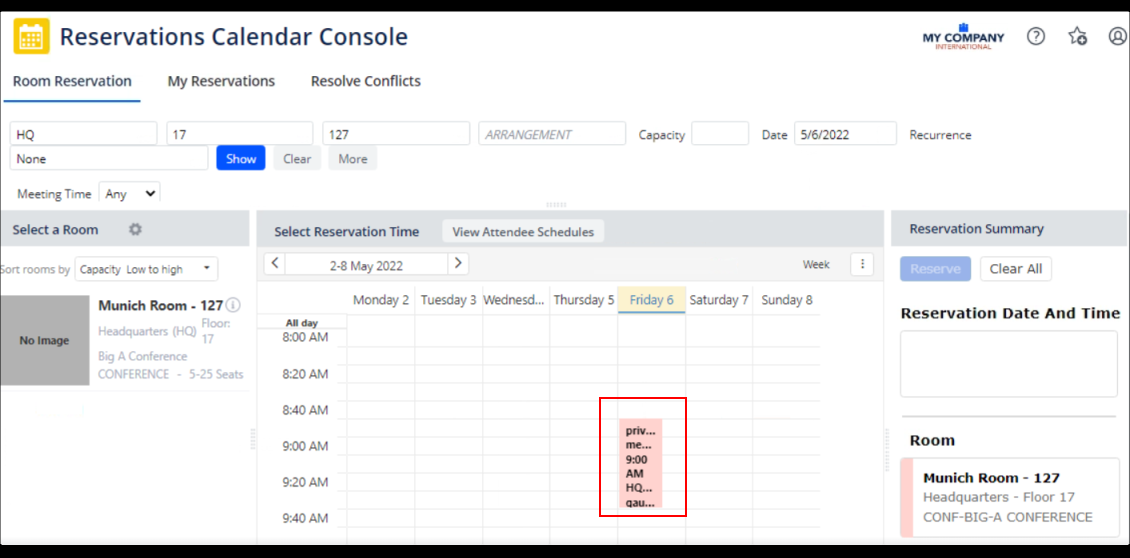 Reservations Calendar Console
MY COMPANY
INTERNATIONAL
Room Reservation
My Reservations
Resolve Conflicts
HQ
17
127
ARRANGEMENT
Capacity
Date
5/6/2022
Recurrence
None
Show
Clear
More
Meeting Time
Any
Select a Room
Sort rooms by
Capacity Low to high
No Image
Munich Room - 127
Headquarters (HQ)
Floor:
17
Big A Conference
CONFERENCE - 5-25 Seats
Select Reservation Time
View Attendee Schedules
2-8 May 2022
Week
Monday 2
Tuesday 3
Wednesd...
Thursday 5
Friday 6
Saturday 7
Sunday 8
All day
8:00 AM
8:20 AM
8:40 AM
9:00 AM
9:20 AM
9:40 AM
priv...
me...
9:00
AM
HQ...
gau...
Reservation Summary
Reserve
Clear All
Reservation Date And Time
Room
Munich Room - 127
Headquarters - Floor 17
CONF-BIG-A CONFERENCE